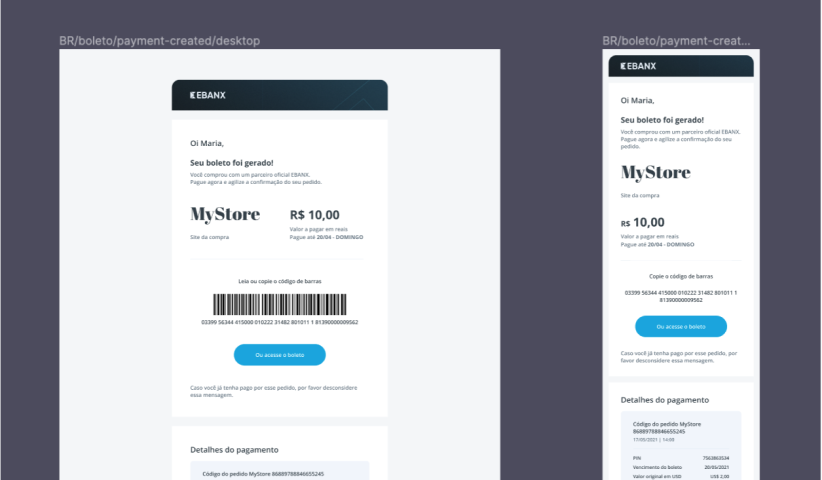 BR/boleto/payment-created/desktop
EBANX
Oi Maria,
Seu boleto foi gerado!
Você comprou com um parceiro oficial EBANX.
Pague agora e agilize a confirmação do seu pedido.
MyStore
Site da compra
R$ 10,00
Valor a pagar em reais
Pague até 20/04 - DOMINGO
Leia ou copie o código de barras
03399 56344 415000 010222 31482 801011 1 81390000009562
Ou acesse o boleto
Caso você já tenha pago por esse pedido, por favor desconsidere
essa mensagem.
Detalhes do pagamento
Código do pedido MyStore 86889788846655245
BR/boleto/payment-creat...
EBANX
Oi Maria,
Seu boleto foi gerado!
Você comprou com um parceiro oficial EBANX.
Pague agora e agilize a confirmação do seu
pedido.
MyStore
Site da compra
R$ 10,00
Valor a pagar em reais
Pague até 20/04 - DOMINGO
Copie o código de barras
03399 56344 415000 010222 31482 801011 1
81390000009562
Ou acesse o boleto
Caso você já tenha pago por esse pedido, por
favor desconsidere essa mensagem.
Detalhes do pagamento
Código do pedido MyStore
86889788846655245
17/05/2021 | 14:00
PIN 7563863534
Vencimento do boleto 20/05/2021
Valor original em USD US$ 2,00